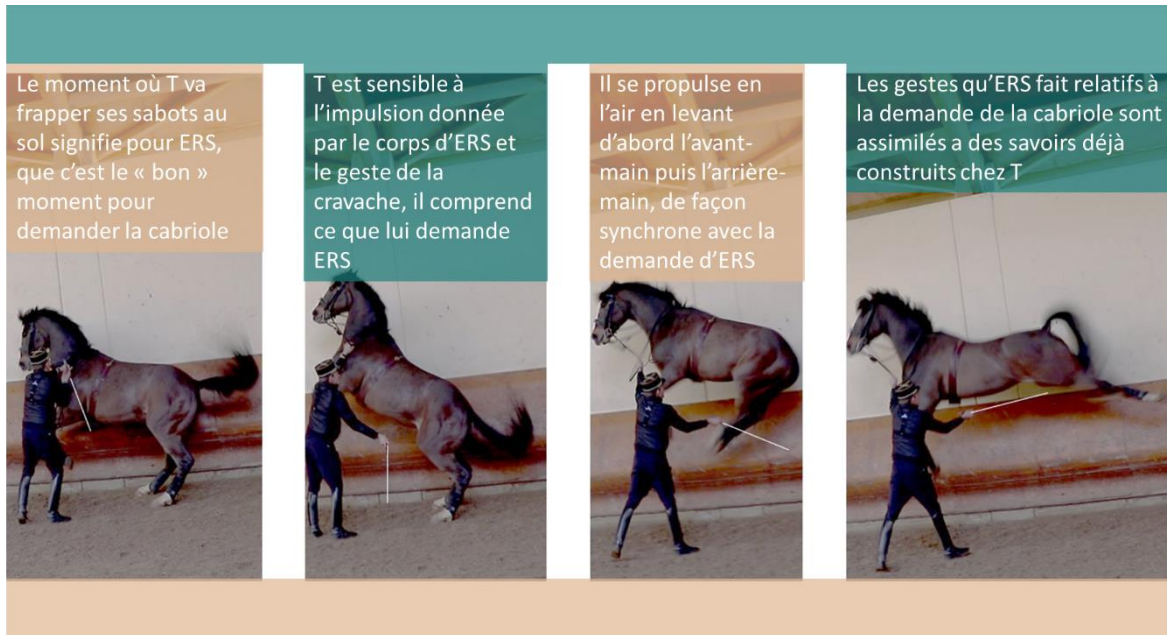 Le moment où T va
frapper ses sabots au
sol signifie pour ERS,
que c'est le « bon »
moment pour
demander la cabriole
T est sensible à
l'impulsion donnée
par le corps d'ERS et
le geste de la
cravache, il comprend
ce que lui demande
ERS
Il se propulse en
l'air en levant
d'abord l'avant-
main puis l'arrière-
main, de façon
synchrone avec la
demande d'ERS
Les gestes qu'ERS fait relatifs à
la demande de la cabriole sont
assimilés a des savoirs déjà
construits chez T